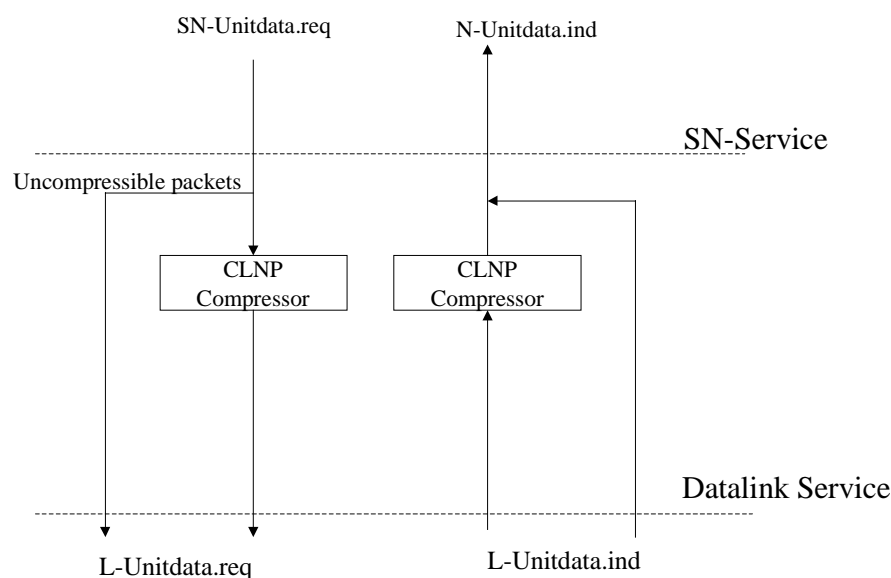 SN-Unitdata.req
N-Unitdata.ind
SN-Service
Uncompressible packets
CLNP
Compressor
CLNP
Compressor
Datalink Service
L-Unitdata.req
L-Unitdata.ind